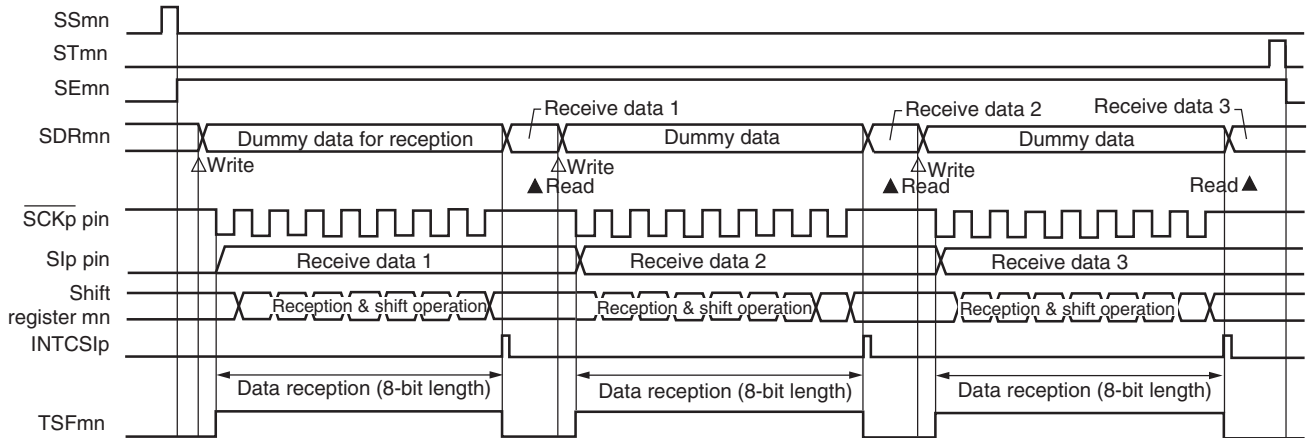 SSmn
STmn
SEmn
Receive data 1
Receive data 2
Receive data 3
SDRmn
Dummy data for reception
Dummy data
Dummy data
△Write
△Write
△Write
▲Read
▲Read
Read▲
SCKp pin
SIp pin
Receive data 1
Receive data 2
Receive data 3
Shift
register mn
Reception & shift operation
Reception & shift operation
Reception & shift operation
INTCSIp
Data reception (8-bit length)
Data reception (8-bit length)
Data reception (8-bit length)
TSFmn